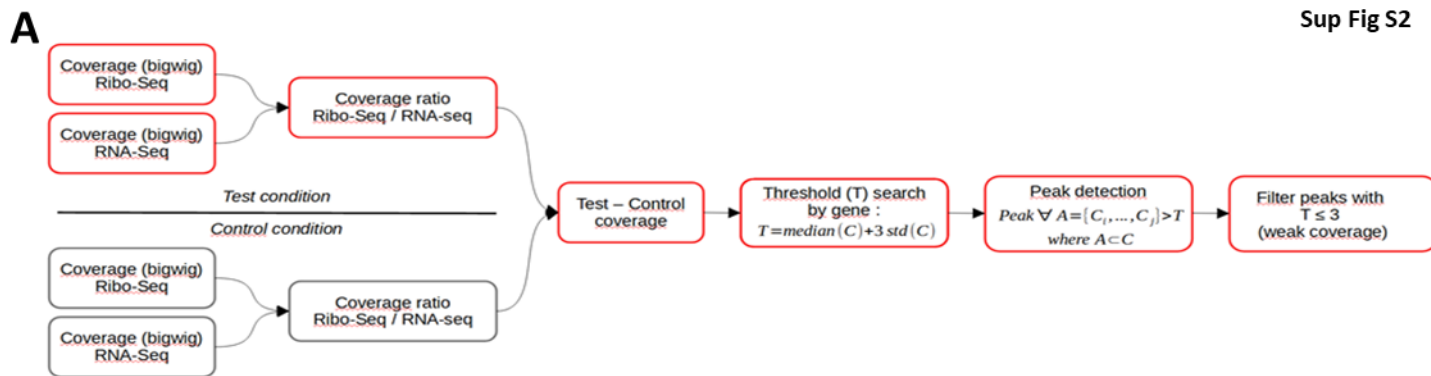 A
Sup Fig S2
Coverage (bigwig)
Ribo-Seq
Coverage (bigwig)
RNA-Seq
Coverage ratio
Ribo-Seq / RNA-seq
Test condition
Control condition
Coverage (bigwig)
Ribo-Seq
Coverage (bigwig)
RNA-Seq
Coverage ratio
Ribo-Seq / RNA-seq
Test – Control
coverage
Threshold (T) search
by gene :
T=median(C)+3 std(C)
Peak detection
Peak ∀ A={C_i,...,C_j}>T
where A⊂C
Filter peaks with
T ≤ 3
(weak coverage)